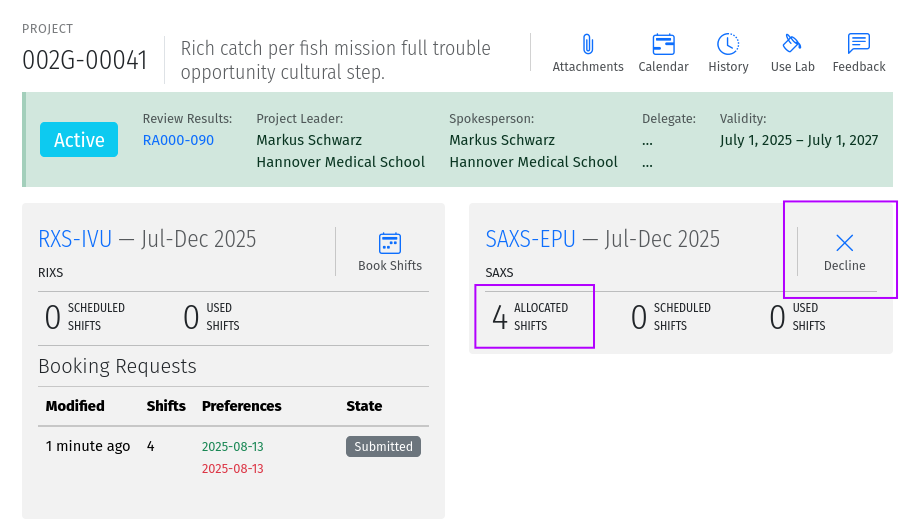 PROJECT
002G-00041
Rich catch per fish mission full trouble
opportunity cultural step.
Attachments
Calendar
History
Use Lab
Feedback
Active
Review Results:
RA000-090
Project Leader:
Markus Schwarz
Hannover Medical School
Spokesperson:
Markus Schwarz
Hannover Medical School
Delegate:
...
...
Validity:
July 1, 2025 – July 1, 2027
RXS-IVU — Jul-Dec 2025
RIXS
Book Shifts
0 SCHEDULED
SHIFTS
0 USED
SHIFTS
Booking Requests
Modified Shifts Preferences State
1 minute ago 4 2025-08-13 Submitted
2025-08-13
SAXS-EPU — Jul-Dec 2025
SAXS
Decline
4 ALLOCATED
SHIFTS
0 SCHEDULED
SHIFTS
0 USED
SHIFTS